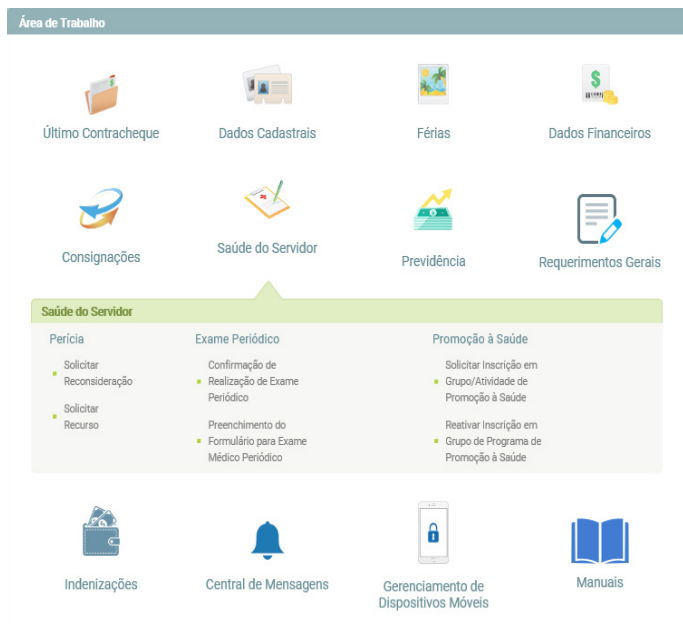 Área de Trabalho
Último Contracheque
Dados Cadastrais
Férias
Dados Financeiros
Consignações
Saúde do Servidor
Previdência
Requerimentos Gerais
Saúde do Servidor
Perícia
Solicitar
Reconsideração
Solicitar
Recurso
Exame Periódico
Confirmação de
Realização de Exame
Periódico
Preenchimento do
Formulário para Exame
Médico Periódico
Promoção à Saúde
Solicitar Inscrição em
Grupo/Atividade de
Promoção à Saúde
Reativar Inscrição em
Grupo de Programa de
Promoção à Saúde
Indenizações
Central de Mensagens
Gerenciamento de
Dispositivos Móveis
Manuais